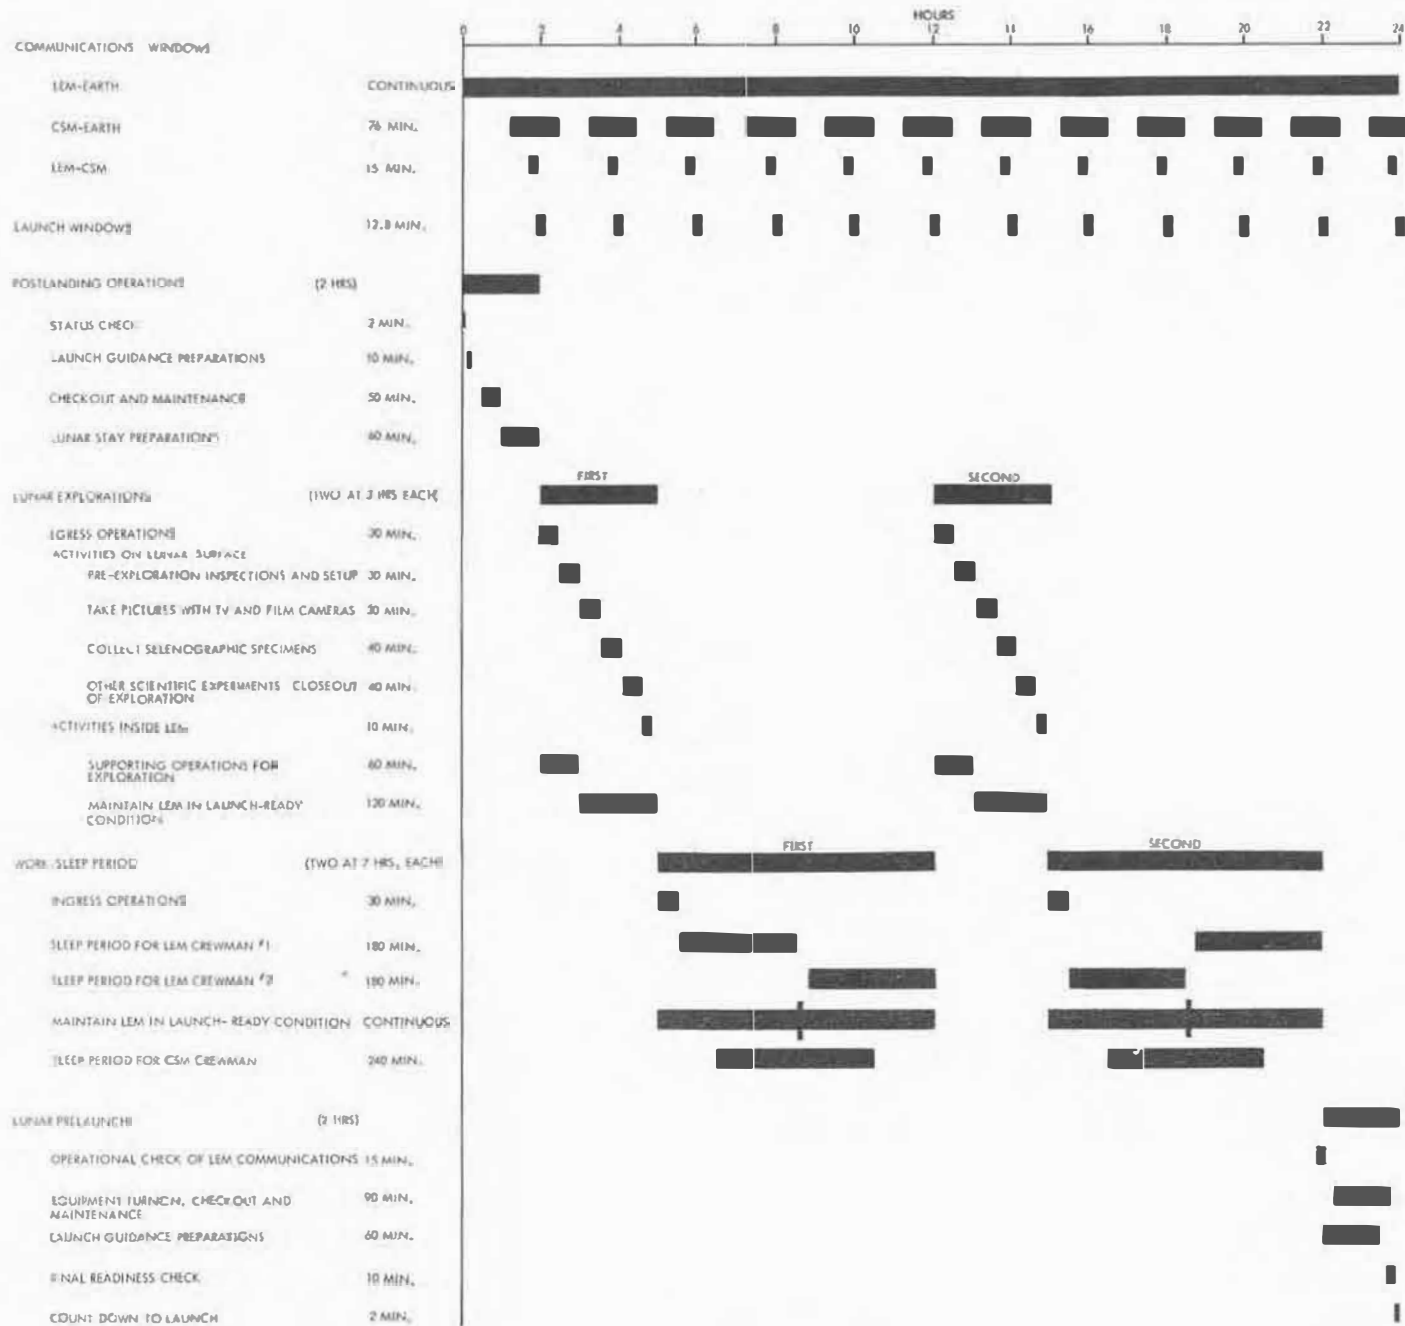 HOURS
0 2 4 6 8 10 12 14 16 18 20 22 24
COMMUNICATIONS WINDOWS
LEM-EARTH CONTINUOUS
CSM-EARTH 76 MIN.
LEM-CSM 15 MIN.
LAUNCH WINDOWS 12.8 MIN.
POSTLANDING OPERATIONS (2 HRS)
STATUS CHECK 2 MIN.
LAUNCH GUIDANCE PREPARATIONS 10 MIN.
CHECKOUT AND MAINTENANCE 50 MIN.
LUNAR STAY PREPARATIONS 60 MIN.
FIRST SECOND
LUNAR EXPLORATIONS (TWO AT 3 HRS EACH)
EGRESS OPERATIONS 30 MIN.
ACTIVITIES ON LUNAR SURFACE
PRE-EXPLORATION INSPECTIONS AND SETUP 30 MIN.
TAKE PICTURES WITH TV AND FILM CAMERAS 30 MIN.
COLLECT SELENOGRAPHIC SPECIMENS 40 MIN.
OTHER SCIENTIFIC EXPERIMENTS CLOSEOUT 40 MIN.
OF EXPLORATION
ACTIVITIES INSIDE LEM 10 MIN.
SUPPORTING OPERATIONS FOR 60 MIN.
EXPLORATION
MAINTAIN LEM IN LAUNCH-READY 120 MIN.
CONDITION
FIRST SECOND
WORK-SLEEP PERIOD (TWO AT 7 HRS, EACH)
INGRESS OPERATIONS 30 MIN.
SLEEP PERIOD FOR LEM CREWMAN #1 180 MIN.
SLEEP PERIOD FOR LEM CREWMAN #2 180 MIN.
MAINTAIN LEM IN LAUNCH-READY CONDITION CONTINUOUS
SLEEP PERIOD FOR CSM CREWMAN 240 MIN.
LUNAR PRELAUNCH (2 HRS)
OPERATIONAL CHECK OF LEM COMMUNICATIONS 15 MIN.
EQUIPMENT TURNON, CHECKOUT AND 90 MIN.
MAINTENANCE
LAUNCH GUIDANCE PREPARATIONS 60 MIN.
FINAL READINESS CHECK 10 MIN.
COUNT DOWN TO LAUNCH 2 MIN.